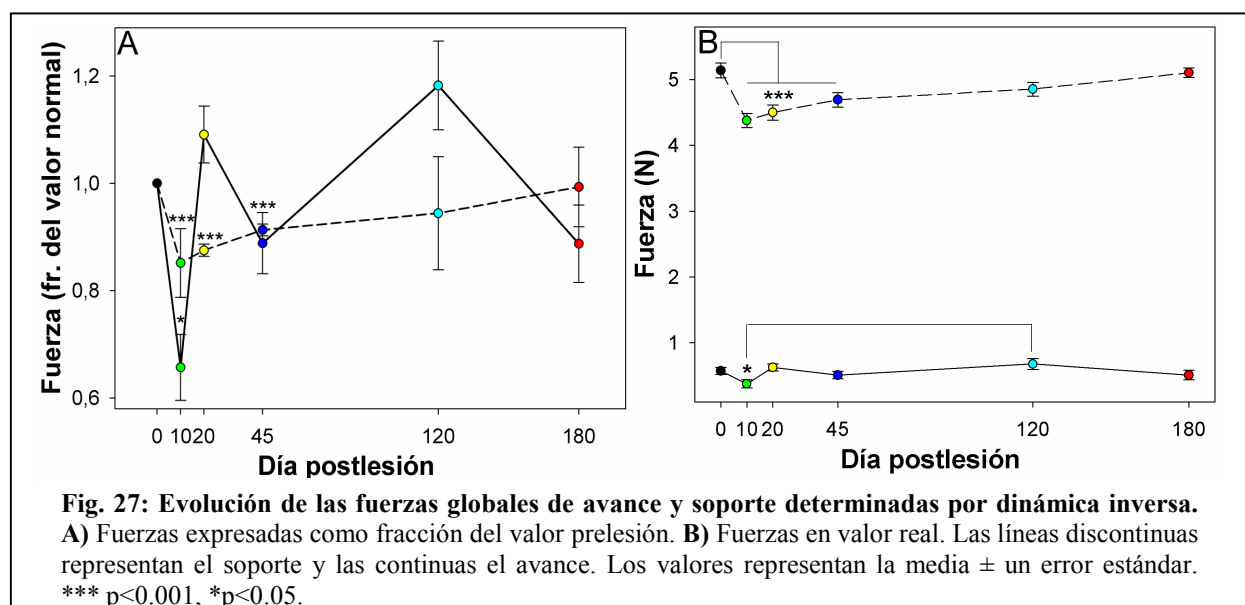 A
Fuerza (fr. del valor normal)
1,2
1,0
0,8
0,6
***
***
***
*
0 10 20 45 120 180
Día postlesión
B
Fuerza (N)
5
4
3
2
1
***
*
0 10 20 45 120 180
Día postlesión
Fig. 27: Evolución de las fuerzas globales de avance y soporte determinadas por dinámica inversa.
A) Fuerzas expresadas como fracción del valor prelesión. B) Fuerzas en valor real. Las líneas discontinuas
representan el soporte y las continuas el avance. Los valores representan la media ± un error estándar.
*** p<0.001, *p<0.05.